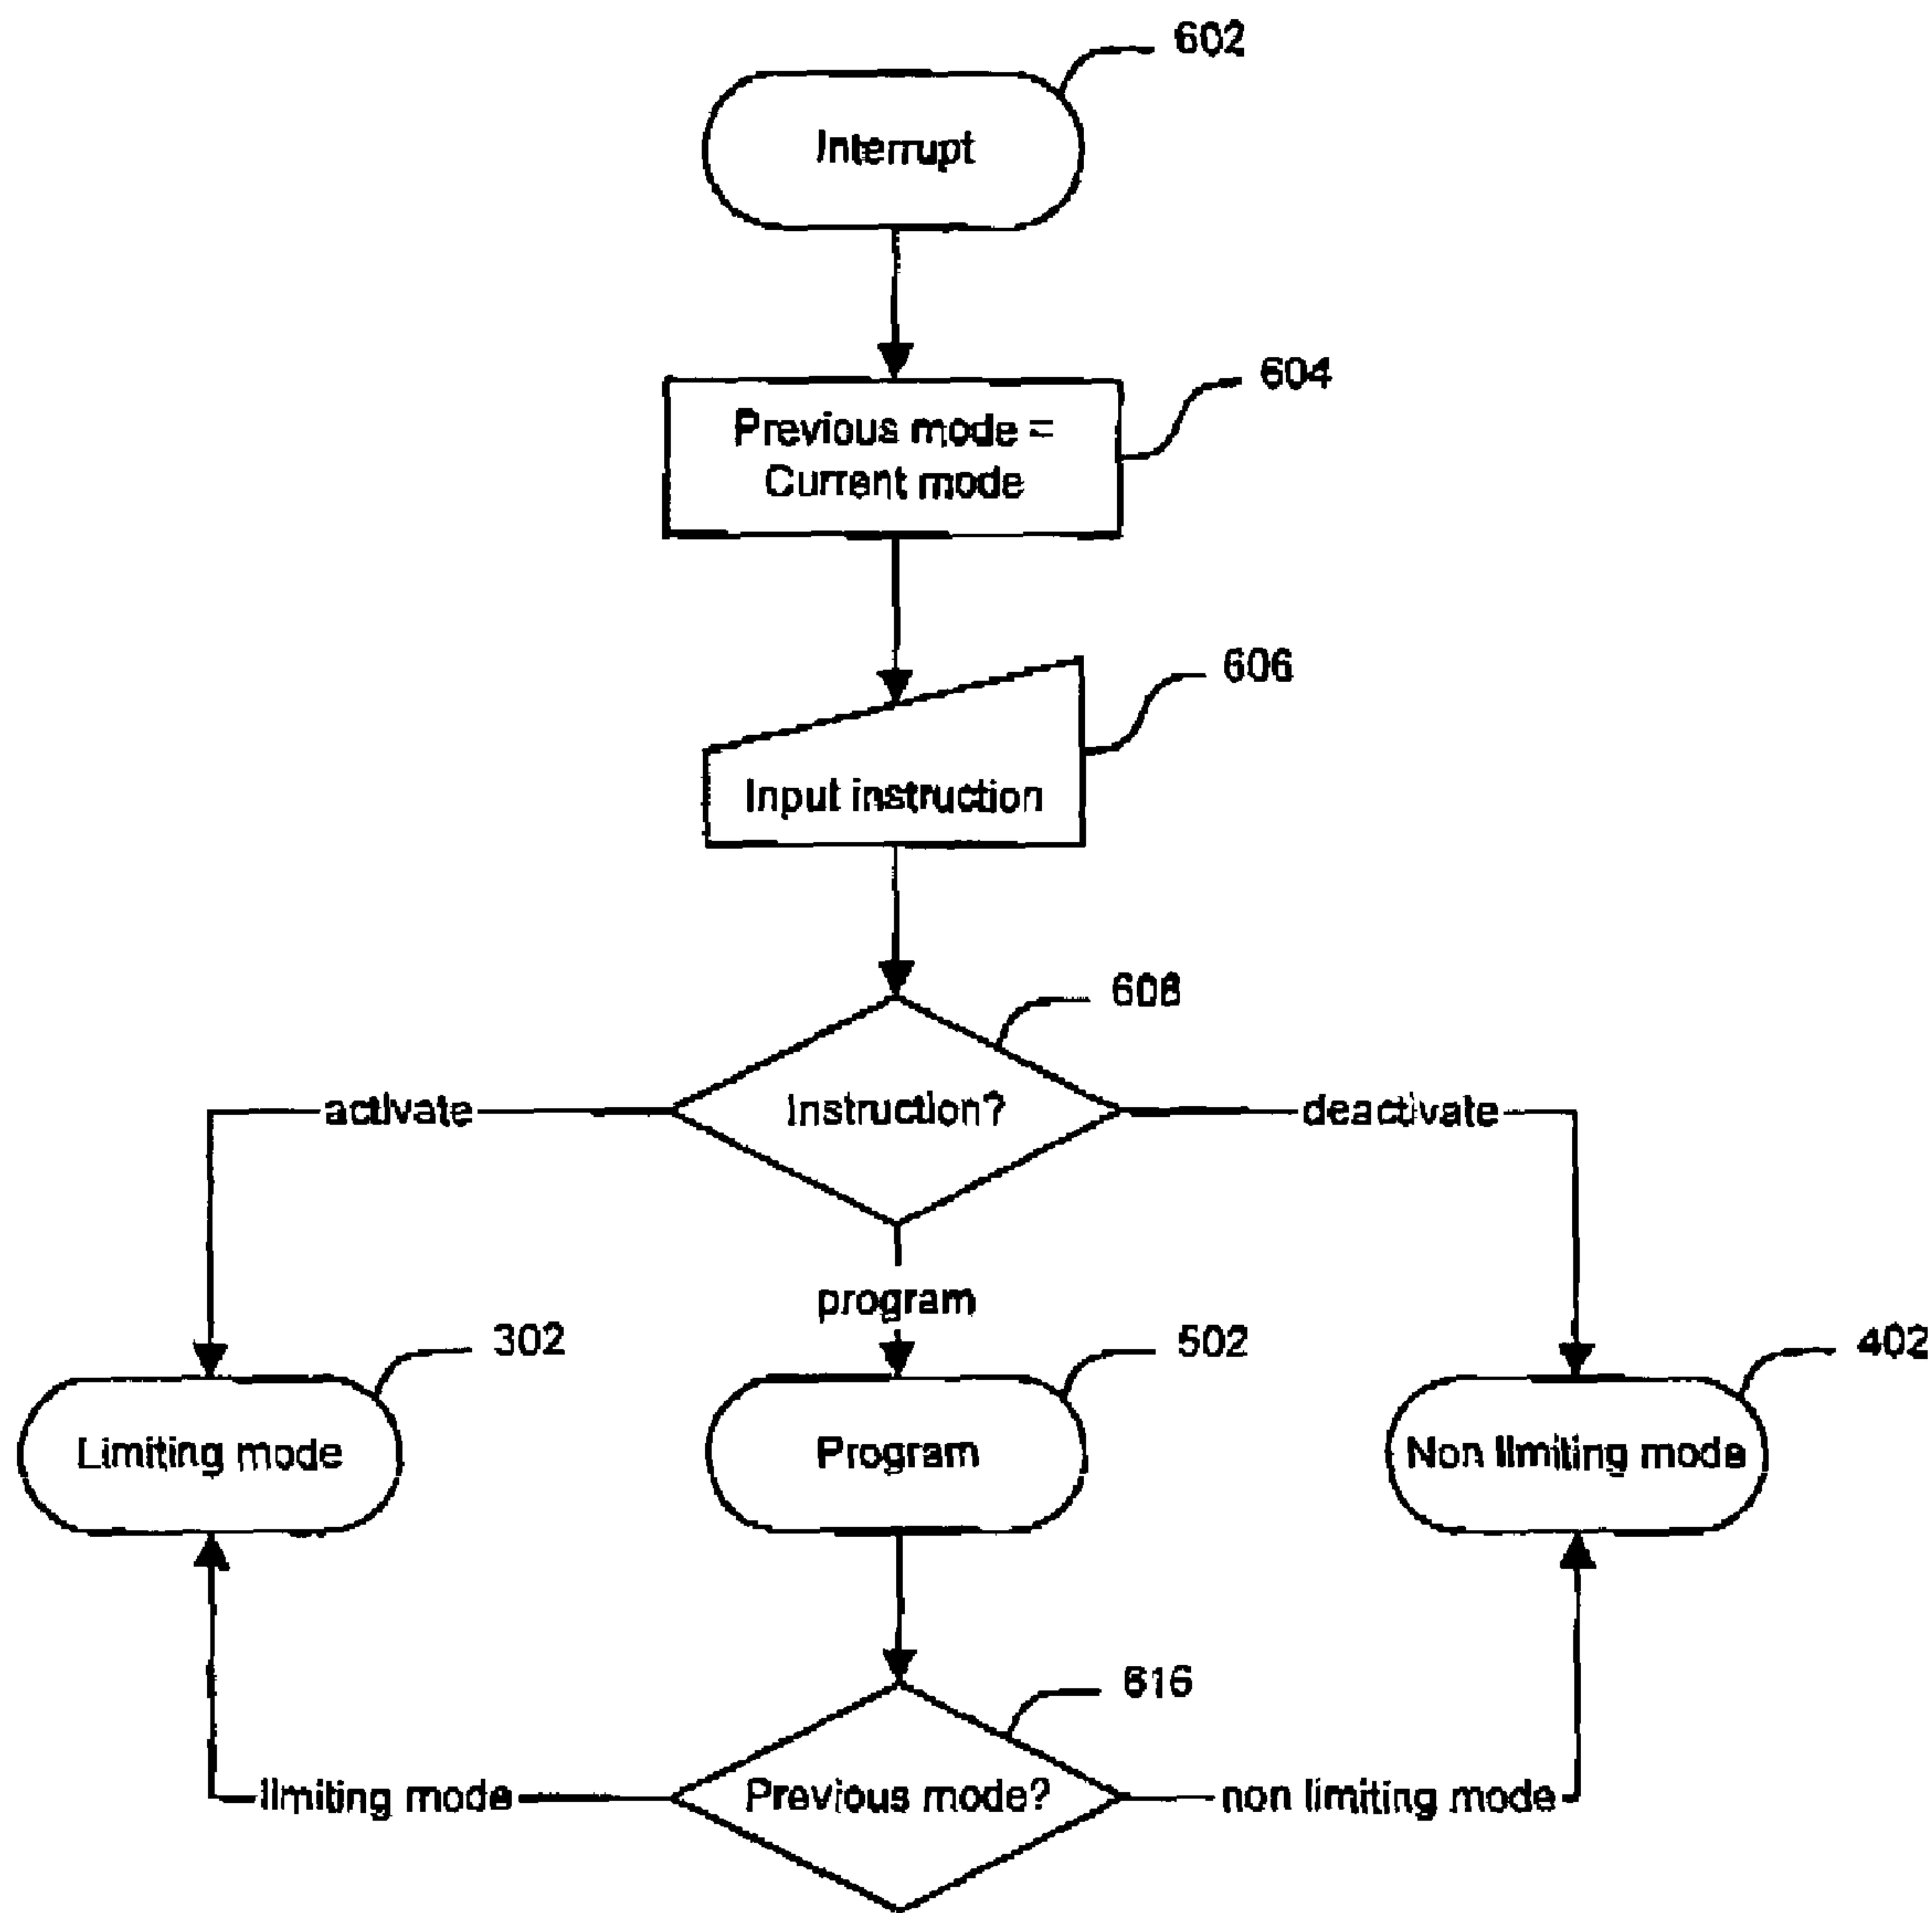 602
Interrupt
604
Previous mode =
Current mode
606
Input instruction
608
activate
Instruction?
deactivate
program
302
502
402
Limiting mode
Program
Non limiting mode
616
limiting mode
Previous mode?
non limiting mode